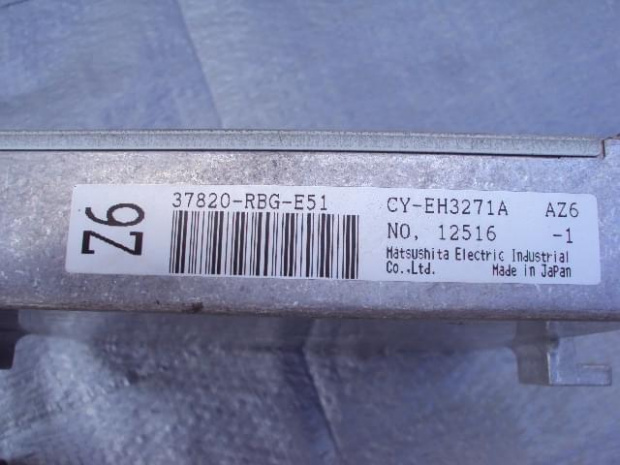 Z6
37820-RBG-E51
CY-EH3271A AZ6
NO, 12516 -1
Matsushita Electric Industrial
Co.,Ltd. Made in Japan